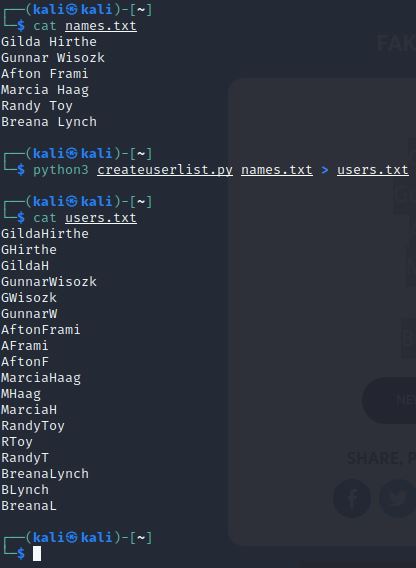 ┌──(kali㉿kali)-[~]
└─$ cat names.txt
Gilda Hirthe
Gunnar Wisozk
Afton Frami
Marcia Haag
Randy Toy
Breana Lynch
┌──(kali㉿kali)-[~]
└─$ python3 createuserlist.py names.txt > users.txt
┌──(kali㉿kali)-[~]
└─$ cat users.txt
GildaHirthe
GHirthe
GildaH
GunnarWisozk
GWisozk
GunnarW
AftonFrami
AFrami
AftonF
MarciaHaag
MHaag
MarciaH
RandyToy
RToy
RandyT
BreanaLynch
BLynch
BreanaL
┌──(kali㉿kali)-[~]
└─$
FAK
NE
SHARE, P